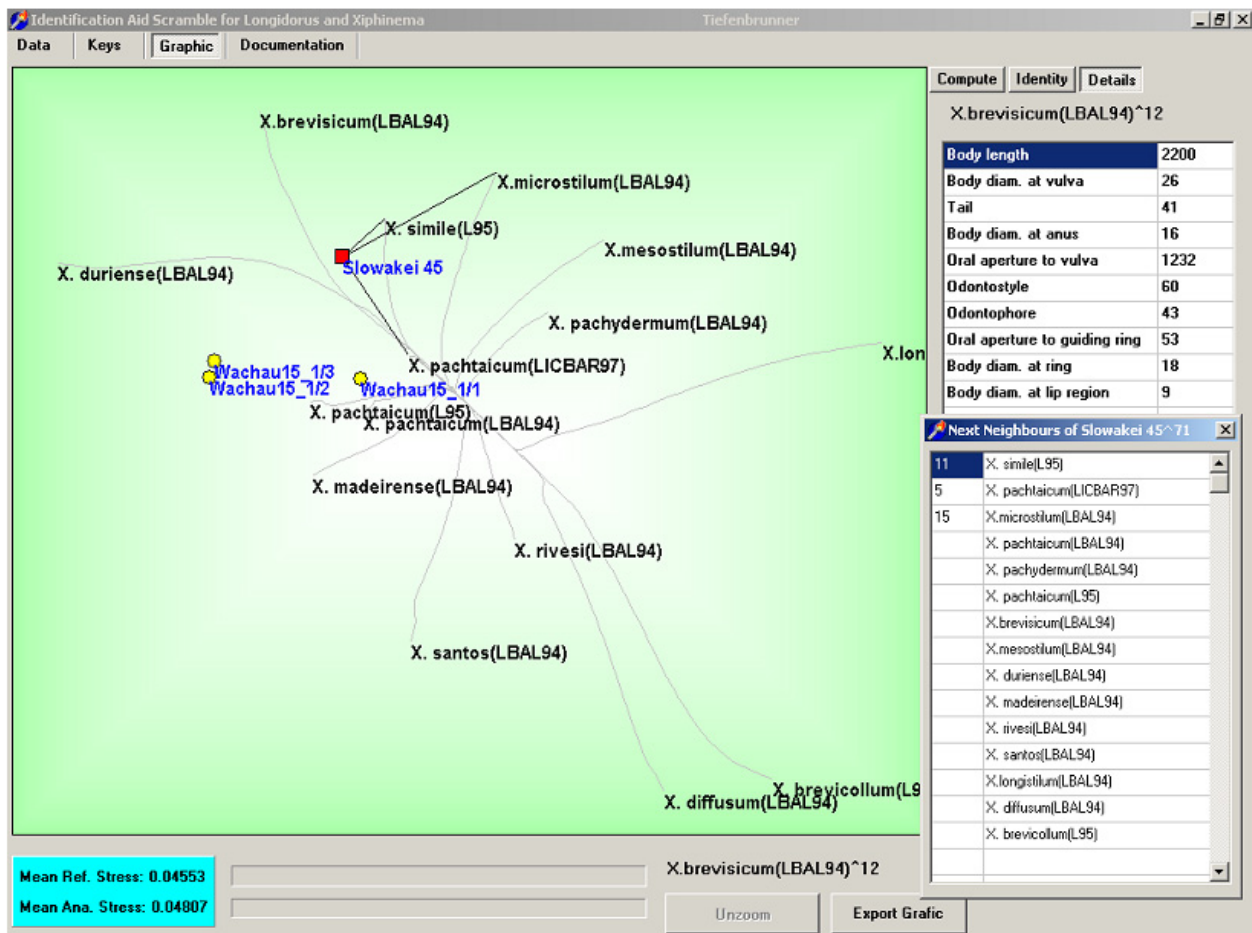 Identification Aid Scramble for Longidorus and Xiphinema Tiefenbrunner
Data Keys Graphic Documentation
Compute Identity Details
X.brevisicum(LBAL94)^12
Body length 2200
Body diam. at vulva 26
Tail 41
Body diam. at anus 16
Oral aperture to vulva 1232
Odontostyle 60
Odontophore 43
Oral aperture to guiding ring 53
Body diam. at ring 18
Body diam. at lip region 9
X.brevisicum(LBAL94)
X.microstilum(LBAL94)
X. simile(L95)
X.mesostilum(LBAL94)
Slowakei 45
X. duriense(LBAL94)
X. pachydermum(LBAL94)
X.lon
X. pachtaicum(LICBAR97)
Wachau15_1/3
Wachau15_1/2
Wachau15_1/1
X. pachtaicum(L95)
X. pachtaicum(LBAL94)
X. madeirense(LBAL94)
X. rivesi(LBAL94)
X. santos(LBAL94)
X. brevicollum(L9
X. diffusum(LBAL94)
Next Neighbours of Slowakei 45^71
11 X. simile(L95)
5 X. pachtaicum(LICBAR97)
15 X.microstilum(LBAL94)
X. pachtaicum(LBAL94)
X. pachydermum(LBAL94)
X. pachtaicum(L95)
X.brevisicum(LBAL94)
X.mesostilum(LBAL94)
X. duriense(LBAL94)
X. madeirense(LBAL94)
X. rivesi(LBAL94)
X. santos(LBAL94)
X.longistilum(LBAL94)
X. diffusum(LBAL94)
X. brevicollum(L95)
Mean Ref. Stress: 0.04553
Mean Ana. Stress: 0.04807
X.brevisicum(LBAL94)^12
Unzoom Export Grafic